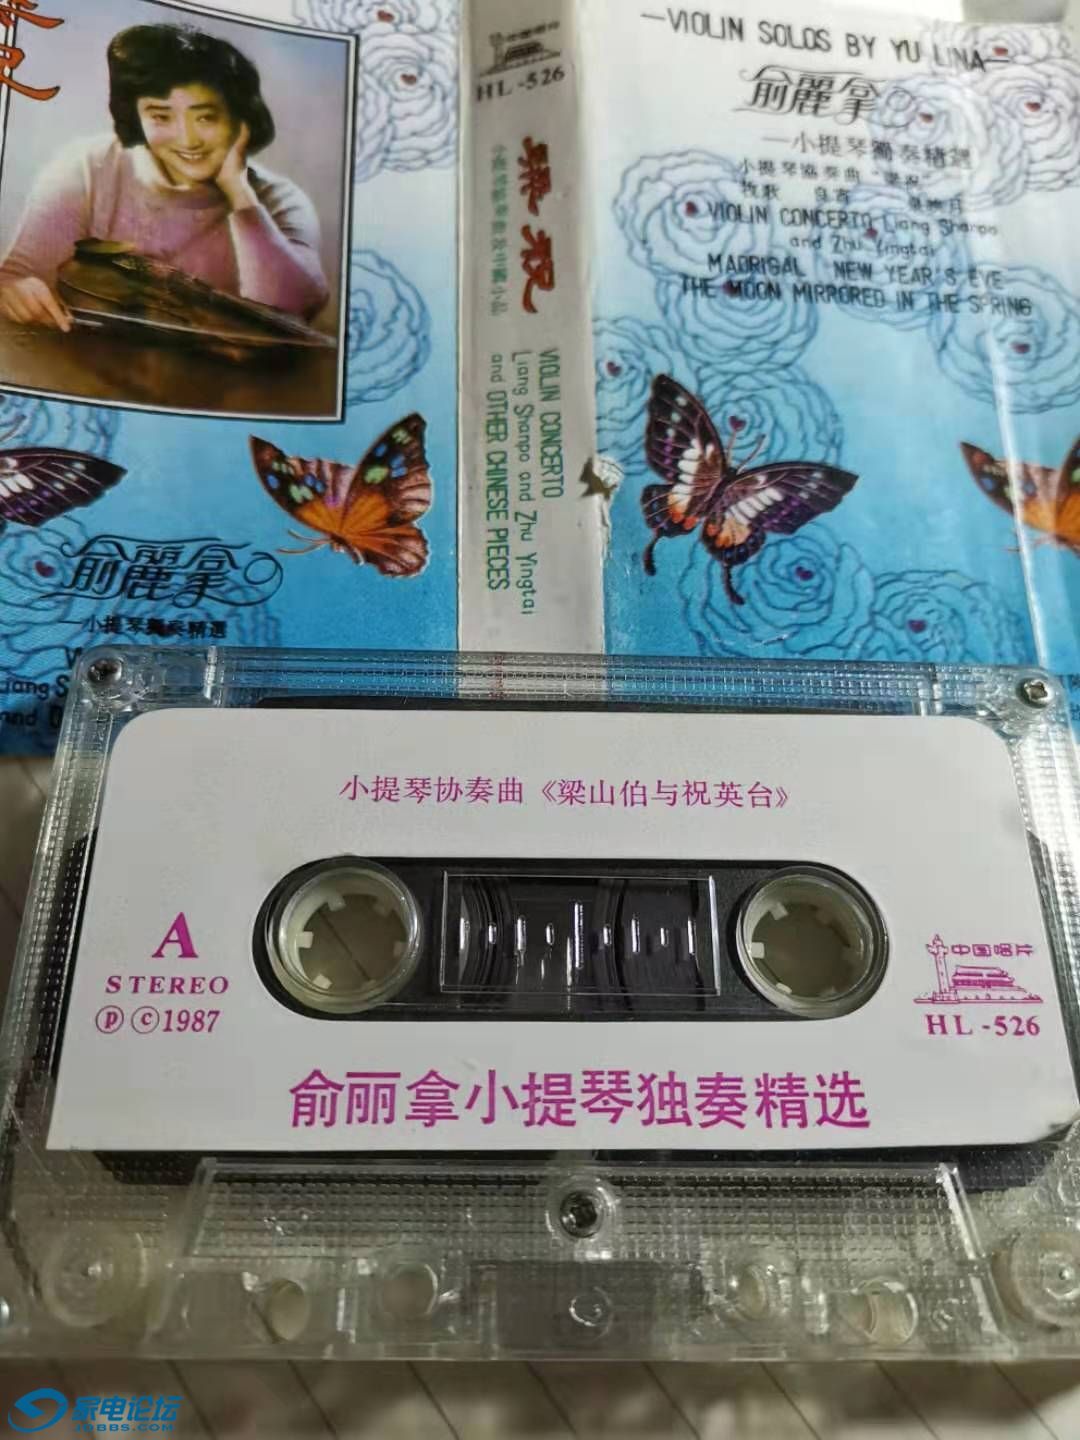 HL-526
梁祝
VIOLIN CONCERTO
Liang Shanpo and Zhu Yingtai
and OTHER CHINESE PIECES
—VIOLIN SOLOS BY YU LINA—
俞麗拿
—小提琴獨奏精選
小提琴協奏曲“梁祝”
牧歌 良宵
VIOLIN CONCERTO Liang Shanpo
and Zhu Yingtai
MADRIGAL NEW YEAR'S EVE
THE MOON MIRRORED IN THE SPRING
俞麗拿
—小提琴獨奏精選
小提琴协奏曲《梁山伯与祝英台》
A
STEREO
ⓟ ⓒ 1987
中国唱片
HL-526
俞丽拿小提琴独奏精选
家电论坛
JDBBS.COM